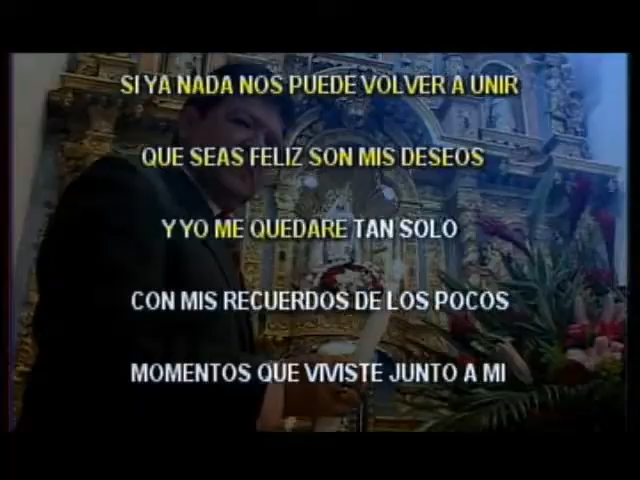 SI YA NADA NOS PUEDE VOLVER A UNIR
QUE SEAS FELIZ SON MIS DESEOS
Y YO ME QUEDARE TAN SOLO
CON MIS RECUERDOS DE LOS POCOS
MOMENTOS QUE VIVISTE JUNTO A MI